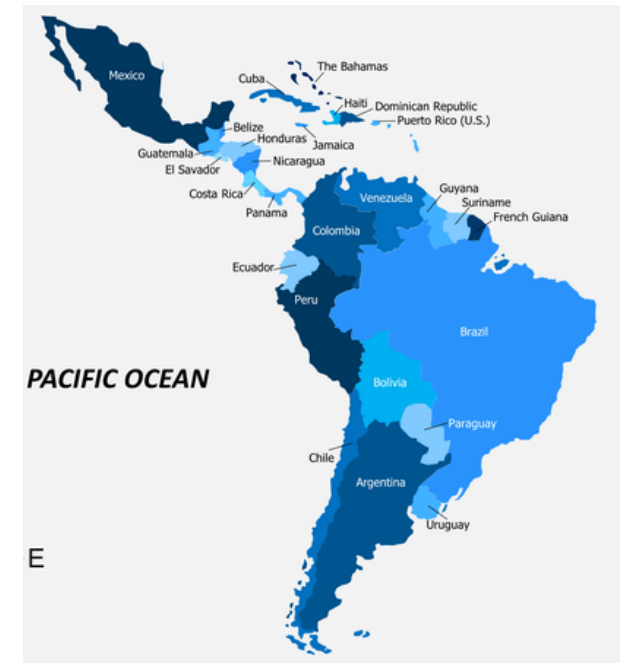 Mexico
The Bahamas
Cuba
Haiti
Dominican Republic
Puerto Rico (U.S.)
Jamaica
Belize
Honduras
Guatemala
El Savador
Nicaragua
Costa Rica
Panama
Venezuela
Guyana
Suriname
French Guiana
Colombia
Ecuador
Peru
Brazil
PACIFIC OCEAN
Bolivia
Paraguay
Chile
Argentina
Uruguay
E